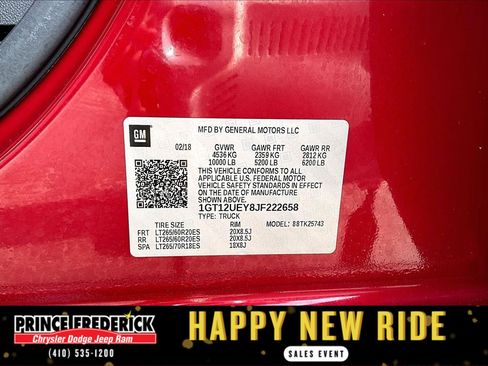 GM
MFD BY GENERAL MOTORS LLC
02/18 GVWR GAWR FRT GAWR RR
4536 KG 2359 KG 2812 KG
10000 LB 5200 LB 6200 LB
THIS VEHICLE CONFORMS TO ALL
APPLICABLE U.S. FEDERAL MOTOR
VEHICLE SAFETY STANDARDS IN EFFECT
ON THE DATE OF MANUFACTURE
SHOWN ABOVE.
1GT12UEY8JF222658
TYPE: TRUCK MODEL: 88TK25743
TIRE SIZE RIM
FRT LT265/60R20ES 20X8.5J
RR LT265/60R20ES 20X8.5J
SPA LT265/70R18ES 18X8J
PRINCE FREDERICK
Chrysler Dodge Jeep Ram
(410) 535-1200
HAPPY NEW RIDE
SALES EVENT